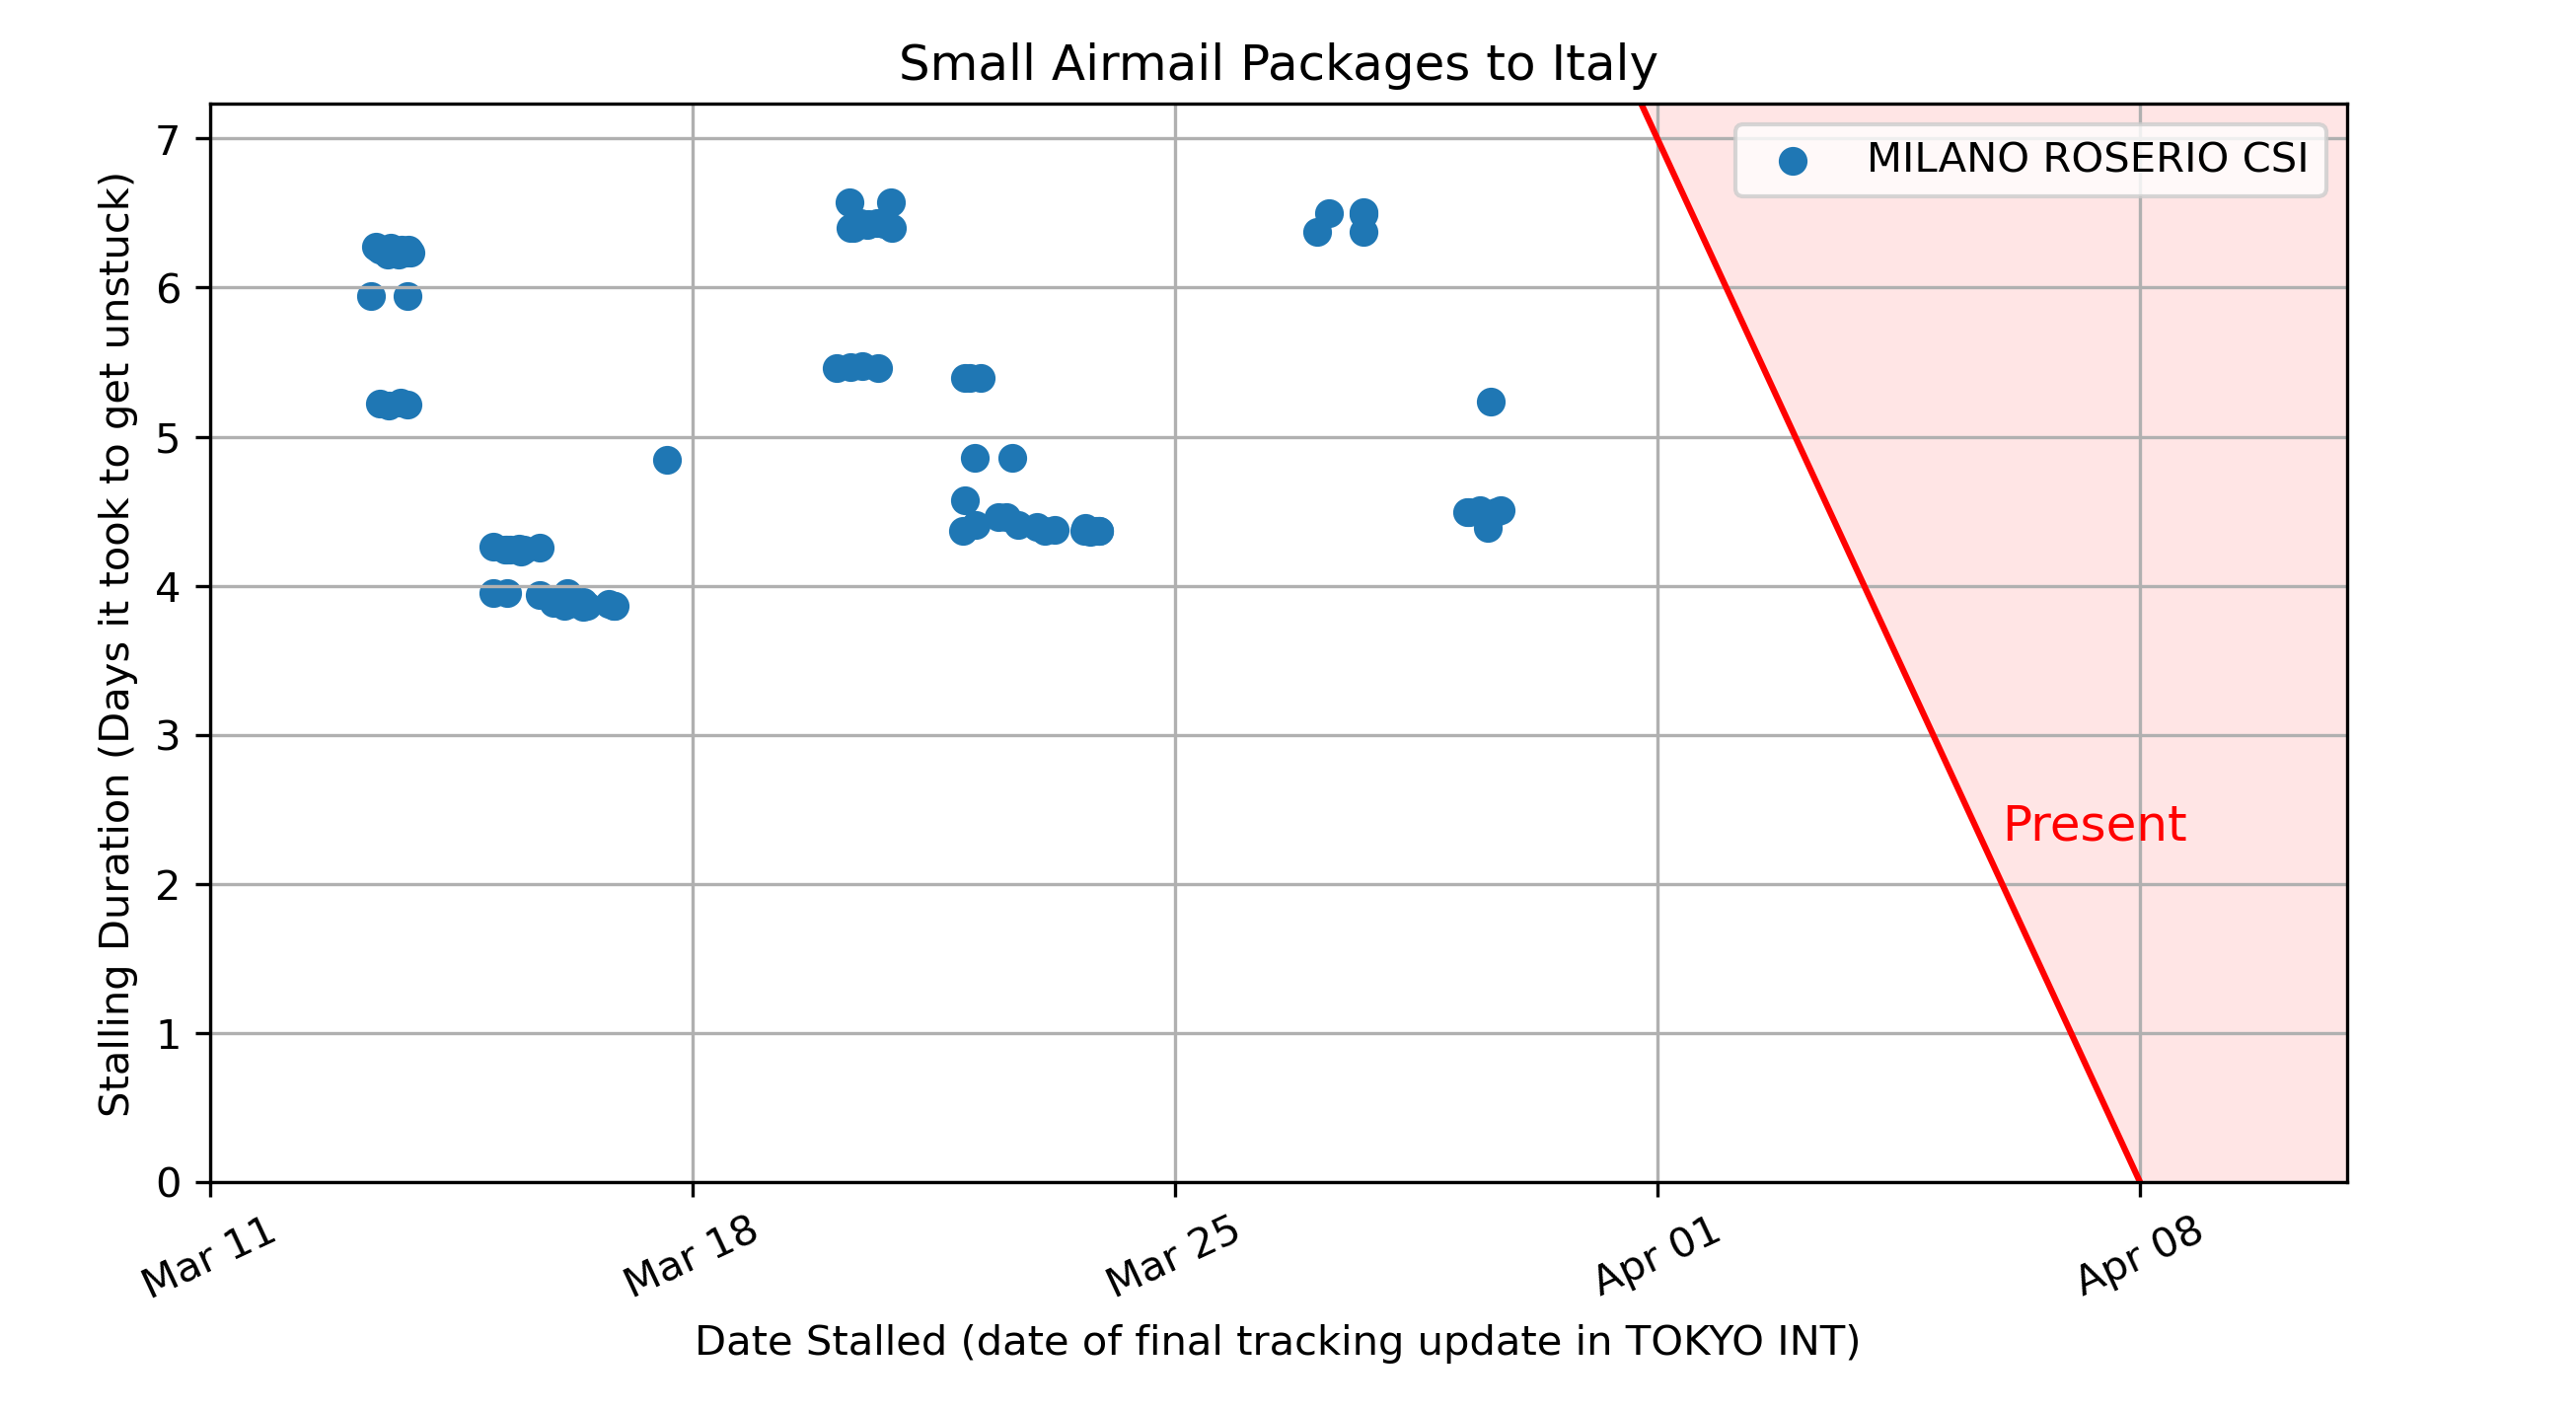 Small Airmail Packages to Italy
Stalling Duration (Days it took to get unstuck)
7
6
5
4
3
2
1
0
MILANO ROSERIO CSI
Present
Mar 11
Mar 18
Mar 25
Apr 01
Apr 08
Date Stalled (date of final tracking update in TOKYO INT)